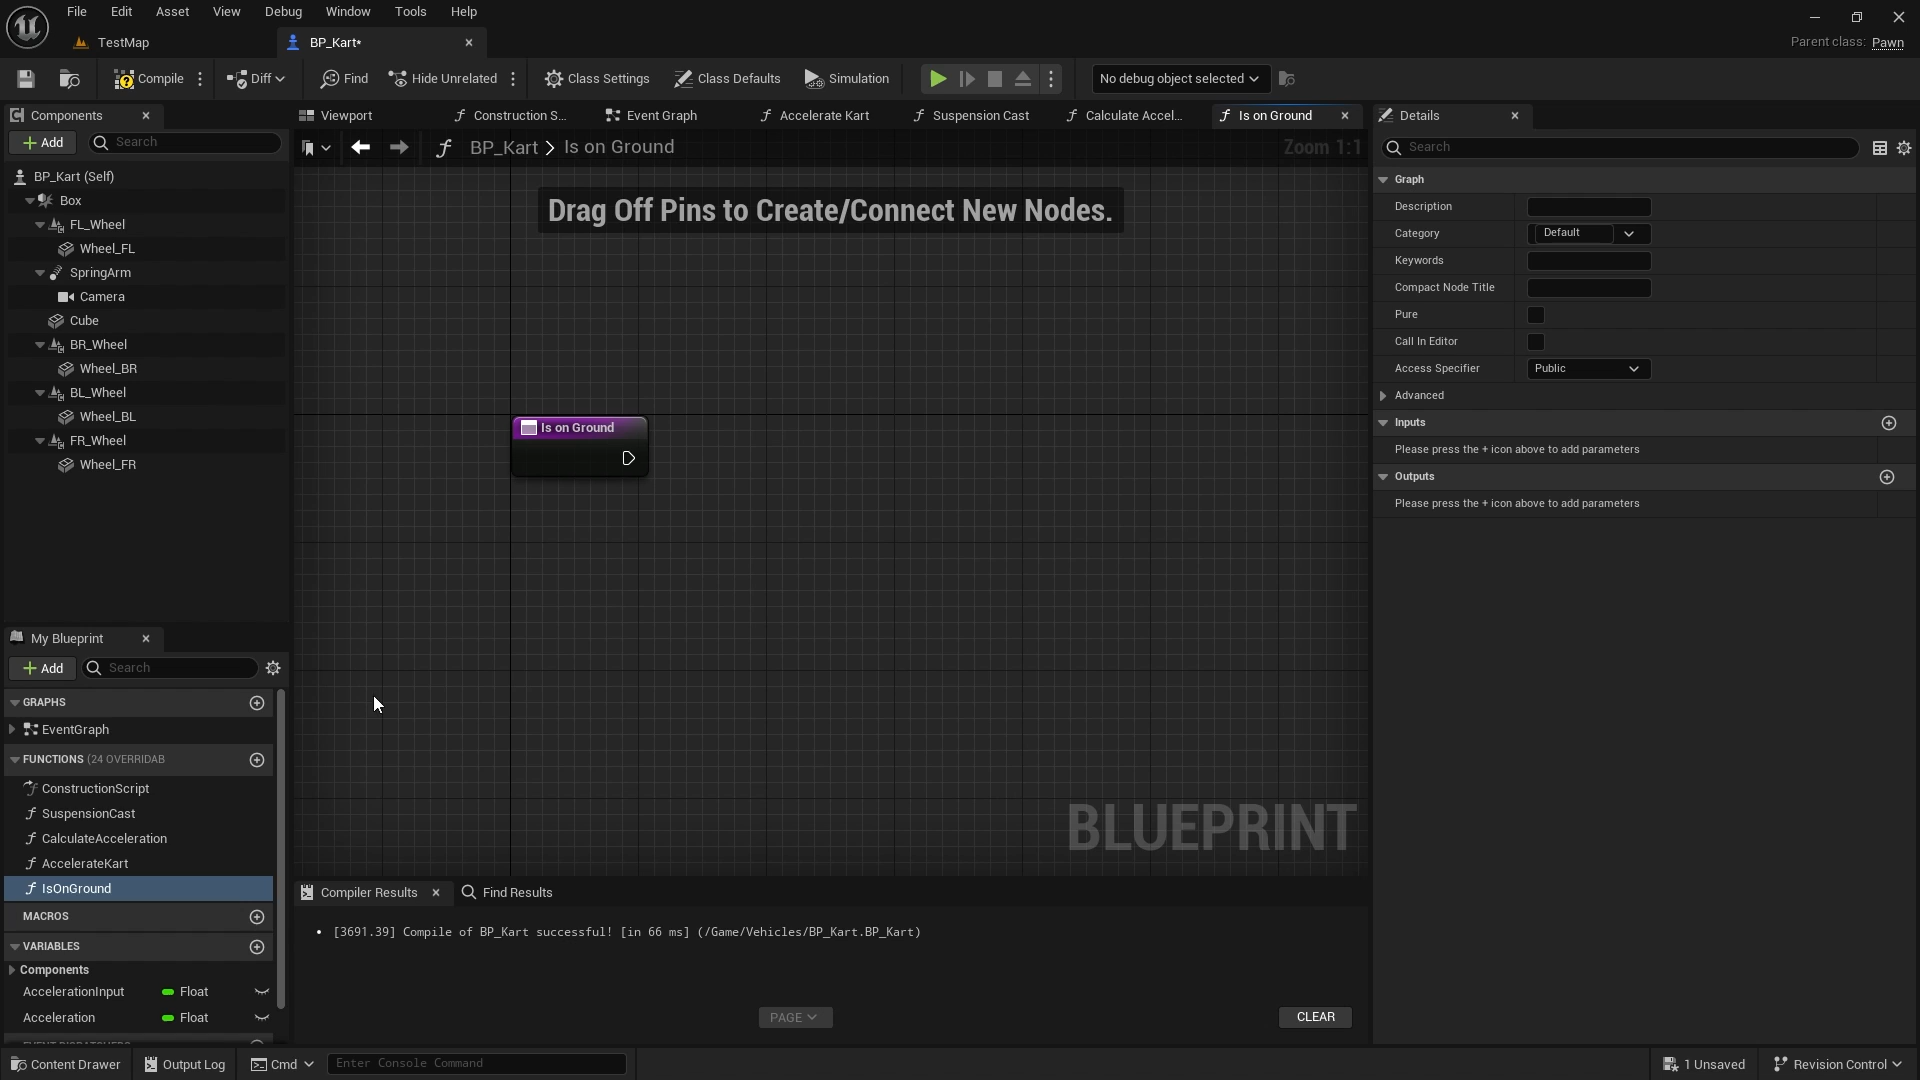 File Edit Asset View Debug Window Tools Help
TestMap
BP_Kart*
Parent class: Pawn
Compile
Diff
Find
Hide Unrelated
Class Settings
Class Defaults
Simulation
No debug object selected
Components
Add
Search
BP_Kart (Self)
Box
FL_Wheel
Wheel_FL
SpringArm
Camera
Cube
BR_Wheel
Wheel_BR
BL_Wheel
Wheel_BL
FR_Wheel
Wheel_FR
My Blueprint
Add
Search
GRAPHS
EventGraph
FUNCTIONS (24 OVERRIDAB
ConstructionScript
SuspensionCast
CalculateAcceleration
AccelerateKart
IsOnGround
MACROS
VARIABLES
Components
AccelerationInput Float
Acceleration Float
Viewport
Construction S...
Event Graph
Accelerate Kart
Suspension Cast
Calculate Accel...
Is on Ground
BP_Kart > Is on Ground
Zoom 1:1
Drag Off Pins to Create/Connect New Nodes.
Is on Ground
BLUEPRINT
Compiler Results
Find Results
[3691.39] Compile of BP_Kart successful! [in 66 ms] (/Game/Vehicles/BP_Kart.BP_Kart)
PAGE
CLEAR
Details
Search
Graph
Description
Category Default
Keywords
Compact Node Title
Pure
Call In Editor
Access Specifier Public
Advanced
Inputs
Please press the + icon above to add parameters
Outputs
Please press the + icon above to add parameters
Content Drawer
Output Log
Cmd
Enter Console Command
1 Unsaved
Revision Control